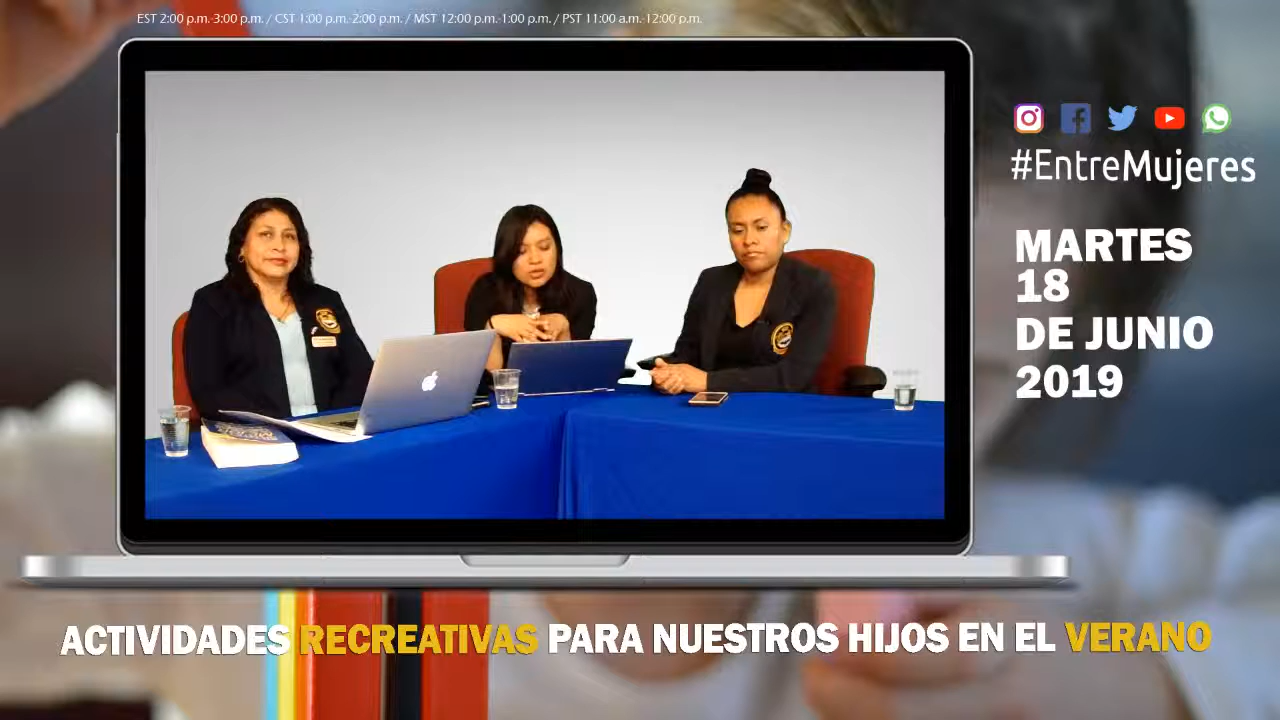 EST 2:00 p.m.-3:00 p.m. / CST 1:00 p.m.-2:00 p.m. / MST 12:00 p.m.-1:00 p.m. / PST 11:00 a.m.-12:00 p.m.
#EntreMujeres
MARTES
18
DE JUNIO
2019
ACTIVIDADES RECREATIVAS PARA NUESTROS HIJOS EN EL VERANO